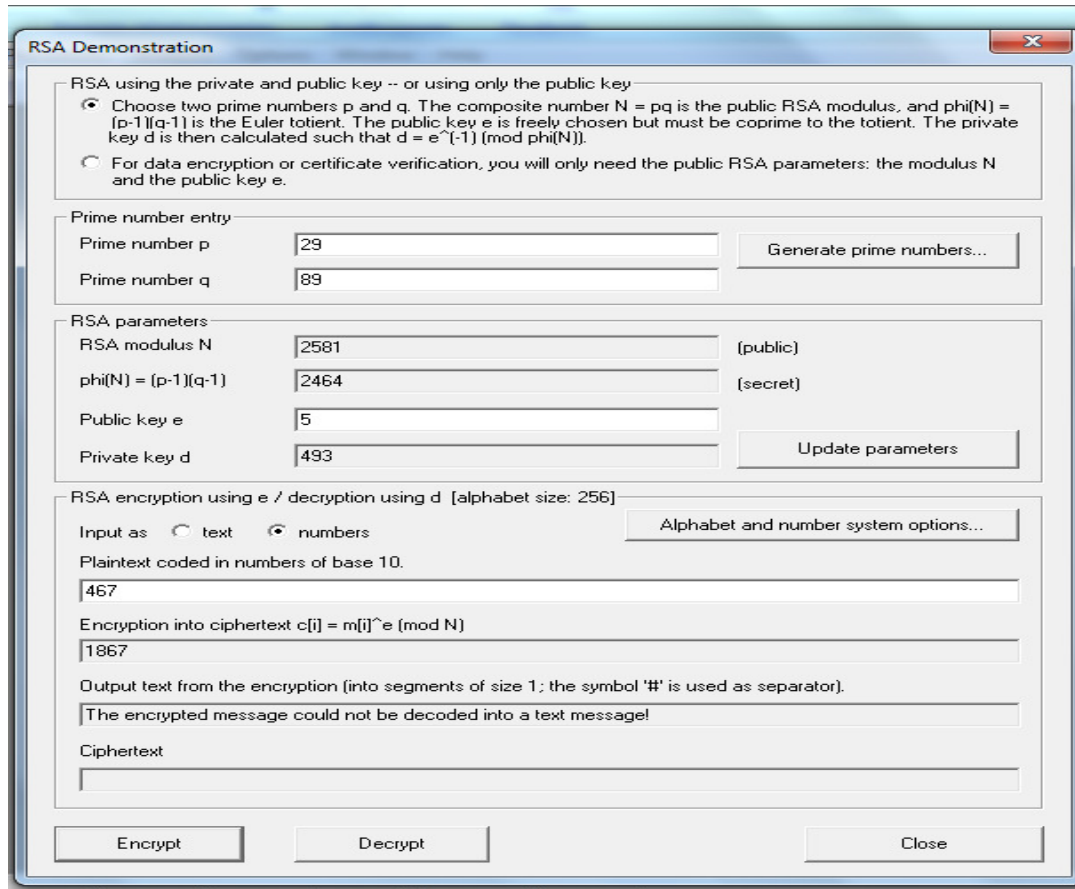 RSA Demonstration
RSA using the private and public key -- or using only the public key
Choose two prime numbers p and q. The composite number N = pq is the public RSA modulus, and phi(N) =
(p-1)(q-1) is the Euler totient. The public key e is freely chosen but must be coprime to the totient. The private
key d is then calculated such that d = e^(-1) (mod phi(N)).
For data encryption or certificate verification, you will only need the public RSA parameters: the modulus N
and the public key e.
Prime number entry
Prime number p 29 Generate prime numbers...
Prime number q 89
RSA parameters
RSA modulus N 2581 (public)
phi(N) = (p-1)(q-1) 2464 (secret)
Public key e 5
Private key d 493 Update parameters
RSA encryption using e / decryption using d [alphabet size: 256]
Input as text numbers Alphabet and number system options...
Plaintext coded in numbers of base 10.
467
Encryption into ciphertext c[i] = m[i]^e (mod N)
1867
Output text from the encryption (into segments of size 1; the symbol '#' is used as separator).
The encrypted message could not be decoded into a text message!
Ciphertext
Encrypt Decrypt Close